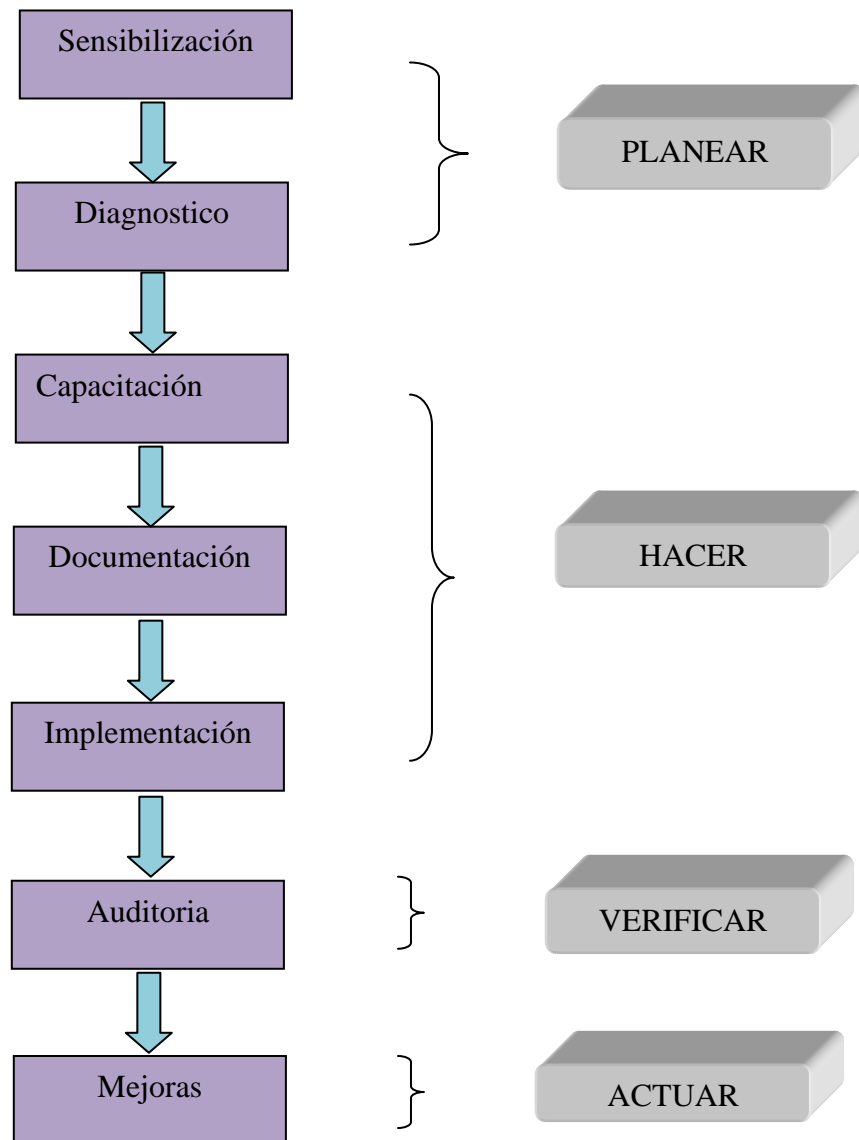 Sensibilización
PLANEAR
Diagnostico
Capacitación
Documentación
HACER
Implementación
Auditoria
VERIFICAR
Mejoras
ACTUAR